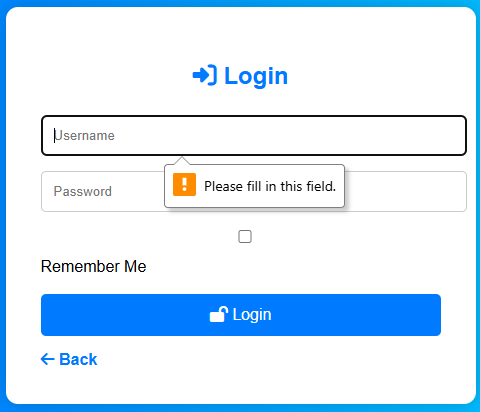 Login
Username
Please fill in this field.
Password
Remember Me
Login
Back